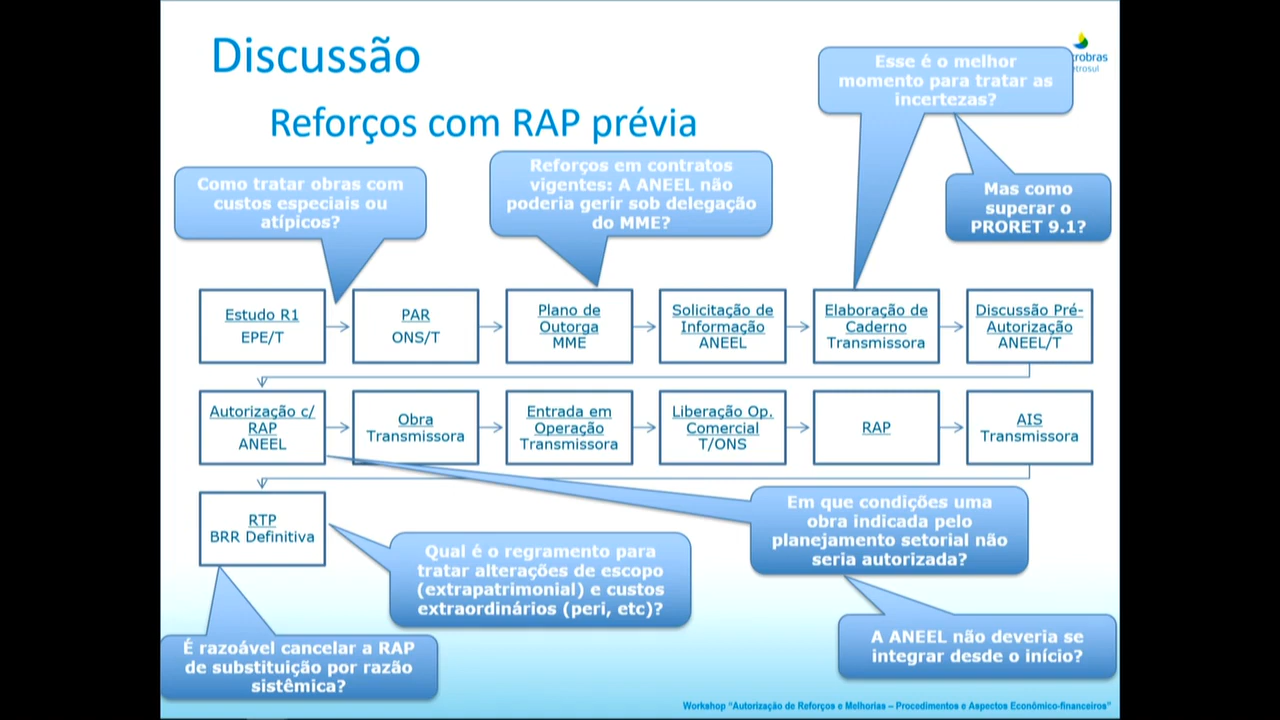 Discussão
Reforços com RAP prévia
Esse é o melhor
momento para tratar as
incertezas?
Como tratar obras com
custos especiais ou
atípicos?
Reforços em contratos
vigentes: A ANEEL não
poderia gerir sob delegação
do MME?
Mas como
superar o
PRORET 9.1?
Estudo R1
EPE/T
PAR
ONS/T
Plano de
Outorga
MME
Solicitação de
Informação
ANEEL
Elaboração de
Caderno
Transmissora
Discussão Pré-
Autorização
ANEEL/T
Autorização c/
RAP
ANEEL
Obra
Transmissora
Entrada em
Operação
Transmissora
Liberação Op.
Comercial
T/ONS
RAP
AIS
Transmissora
RTP
BRR Definitiva
Em que condições uma
obra indicada pelo
planejamento setorial não
seria autorizada?
Qual é o regramento para
tratar alterações de escopo
(extrapatrimonial) e custos
extraordinários (peri, etc)?
É razoável cancelar a RAP
de substituição por razão
sistêmica?
A ANEEL não deveria se
integrar desde o início?
Workshop “Autorização de Reforços e Melhorias – Procedimentos e Aspectos Econômico-financeiros”